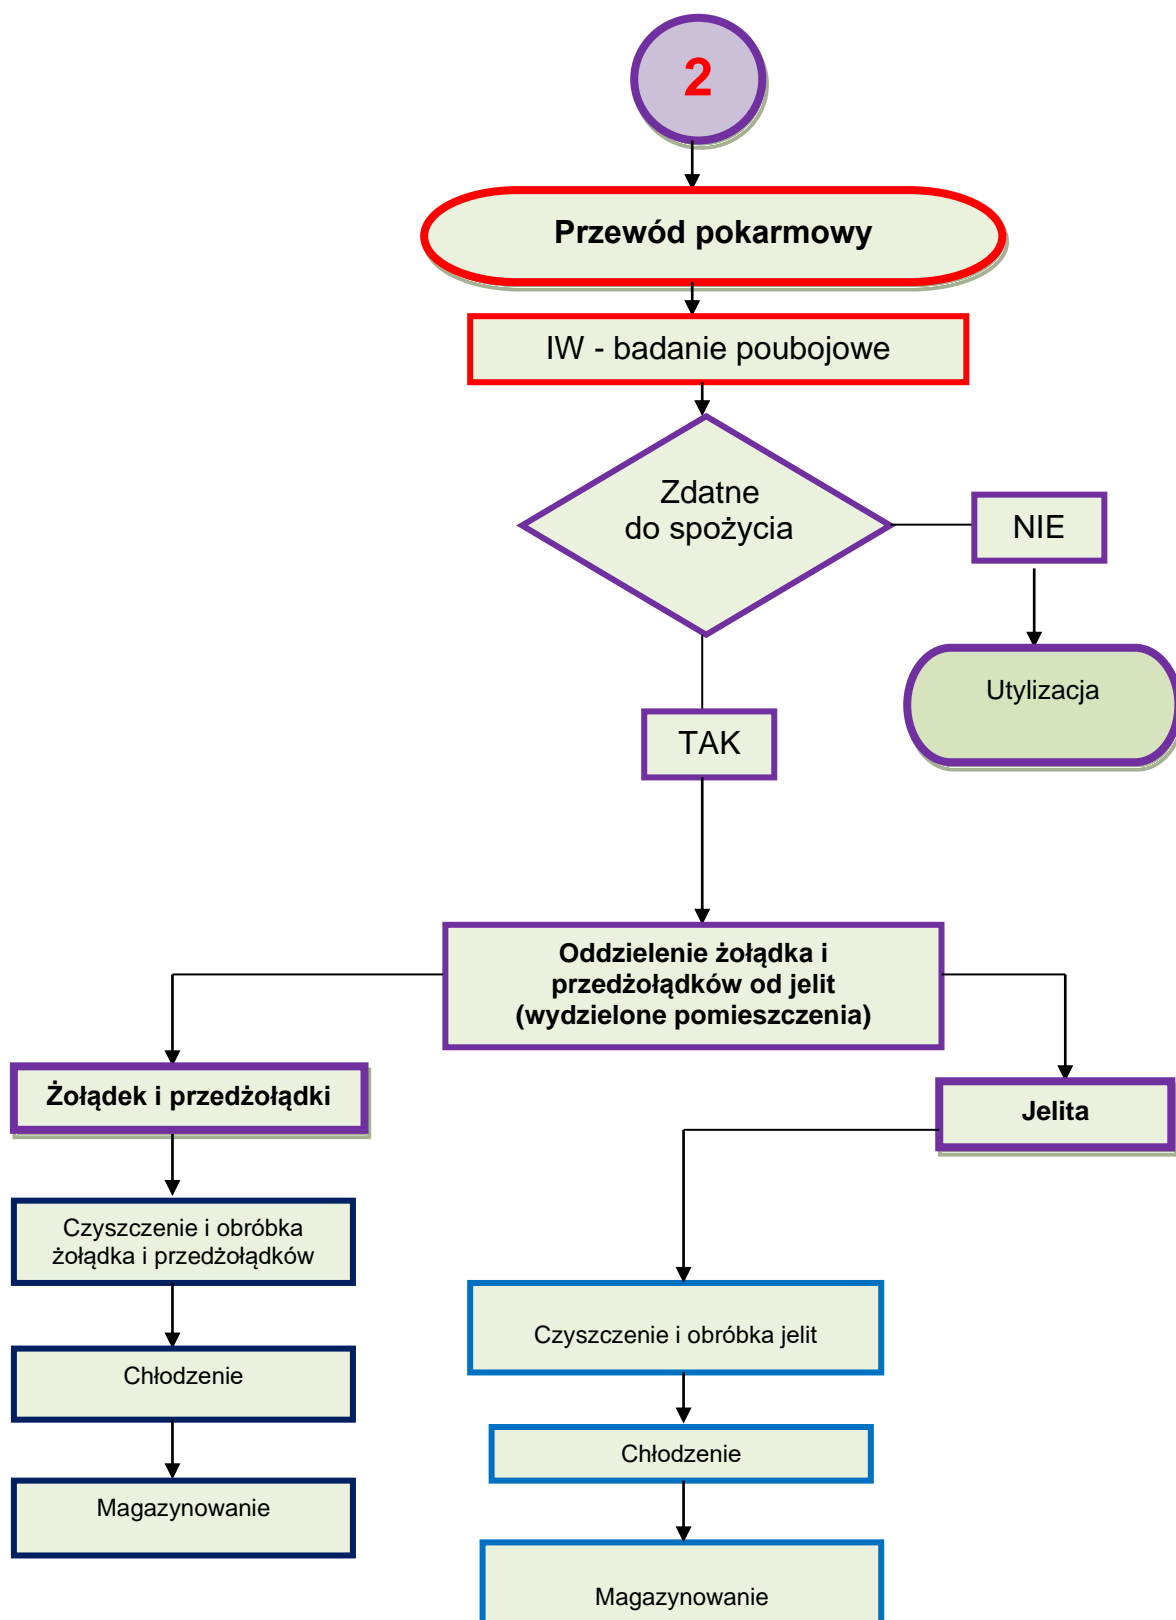 2
Przewód pokarmowy
IW - badanie poubojowe
Zdatne
do spożycia
NIE
Utylizacja
TAK
Oddzielenie żołądka i
przedżołądków od jelit
(wydzielone pomieszczenia)
Żołądek i przedżołądki
Jelita
Czyszczenie i obróbka
żołądka i przedżołądków
Chłodzenie
Magazynowanie
Czyszczenie i obróbka jelit
Chłodzenie
Magazynowanie